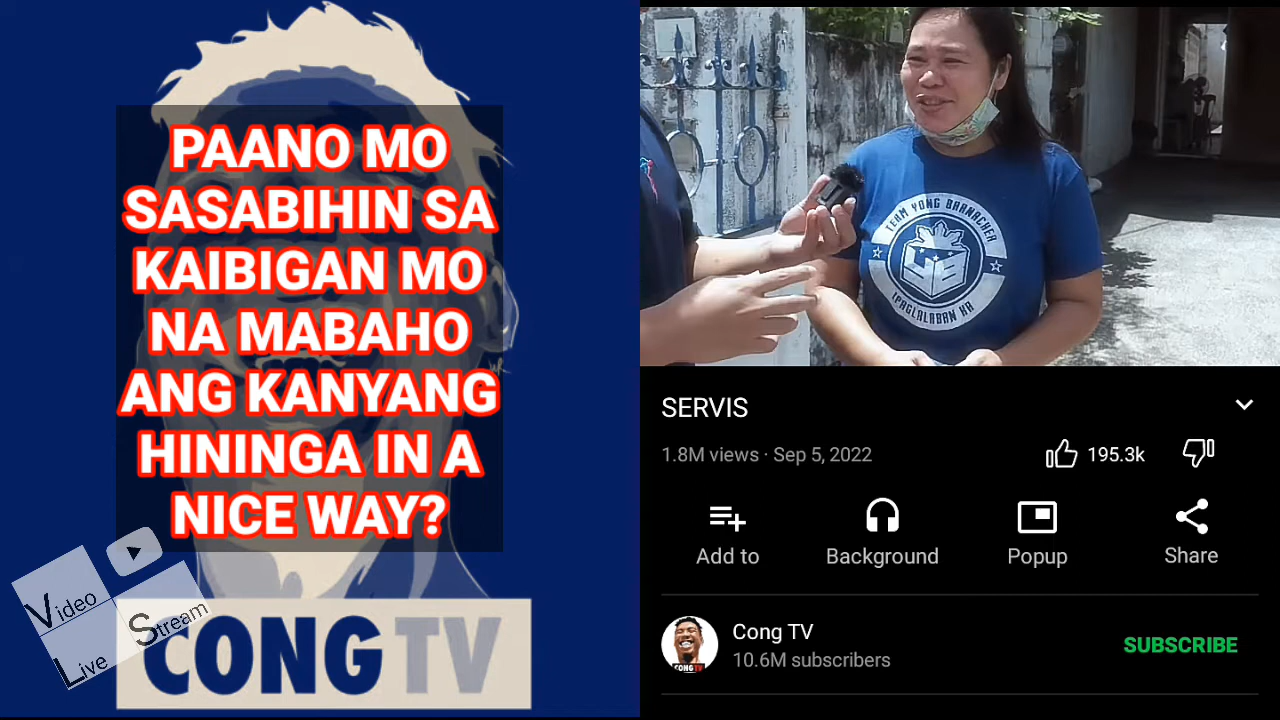 PAANO MO
SASABIHIN SA
KAIBIGAN MO
NA MABAHO
ANG KANYANG
HININGA IN A
NICE WAY?
Video
Live Stream
CONG TV
TEAM YONG BARNACHEA
IPAGLALABAN KA
SERVIS
1.8M views · Sep 5, 2022
195.3k
Add to
Background
Popup
Share
CONGTV
Cong TV
10.6M subscribers
SUBSCRIBE